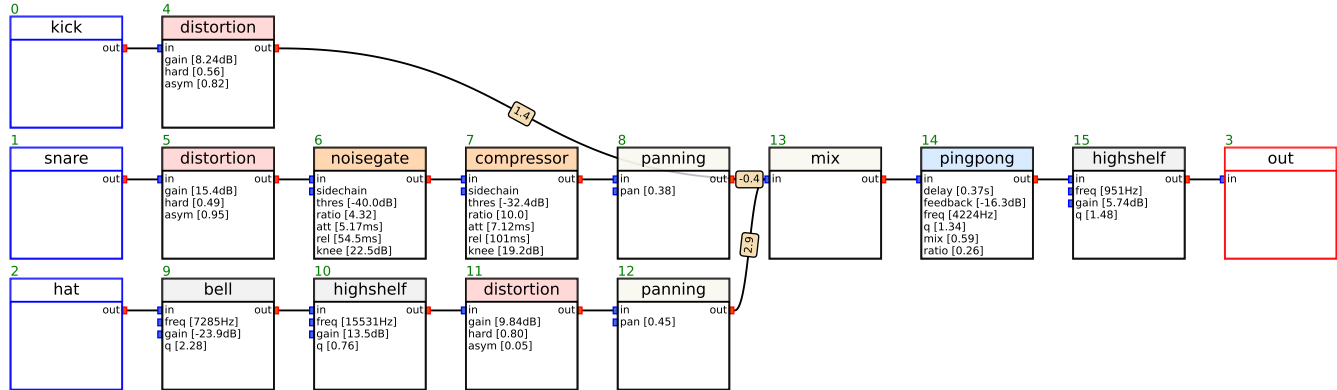 0
kick
out
4
distortion
in out
gain [8.24dB]
hard [0.56]
asym [0.82]
1.4
1
snare
out
5
distortion
in out
gain [15.4dB]
hard [0.49]
asym [0.95]
6
noisegate
in out
sidechain
thres [-40.0dB]
ratio [4.32]
att [5.17ms]
rel [54.5ms]
knee [22.5dB]
7
compressor
in out
sidechain
thres [-32.4dB]
ratio [10.0]
att [7.12ms]
rel [101ms]
knee [19.2dB]
8
panning
in out
pan [0.38]
-0.4
13
mix
in out
14
pingpong
in out
delay [0.37s]
feedback [-16.3dB]
freq [4224Hz]
q [1.34]
mix [0.59]
ratio [0.26]
15
highshelf
in out
freq [951Hz]
gain [5.74dB]
q [1.48]
3
out
in
2
hat
out
9
bell
in out
freq [7285Hz]
gain [-23.9dB]
q [2.28]
10
highshelf
in out
freq [15531Hz]
gain [13.5dB]
q [0.76]
11
distortion
in out
gain [9.84dB]
hard [0.80]
asym [0.05]
12
panning
in out
pan [0.45]
2.9